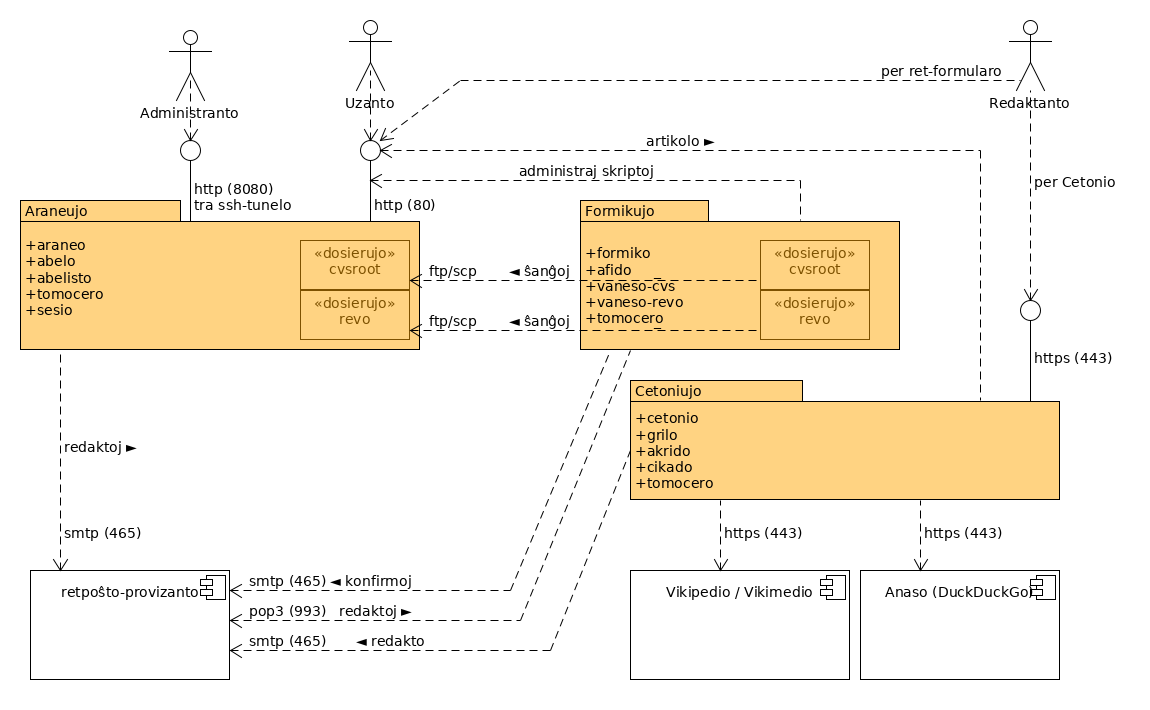 per ret-formularo
Administranto
Uzanto
Redaktanto
artikolo ►
administraj skriptoj
per Cetonio
http (8080)
tra ssh-tunelo
http (80)
Araneujo
+araneo
+abelo
+abelisto
+tomocero
+sesio
«dosierujo»
cvsroot
«dosierujo»
revo
ftp/scp ◄ ŝanĝoj
ftp/scp ◄ ŝanĝoj
Formikujo
+formiko
+afido
+vaneso-cvs
+vaneso-revo
+tomocero
«dosierujo»
cvsroot
«dosierujo»
revo
https (443)
Cetoniujo
+cetonio
+grilo
+akrido
+cikado
+tomocero
redaktoj ►
smtp (465)
https (443)
https (443)
retpoŝto-provizanto
smtp (465) ◄ konfirmoj
pop3 (993) redaktoj ►
smtp (465) ◄ redakto
Vikipedio / Vikimedio
Anaso (DuckDuckGo)